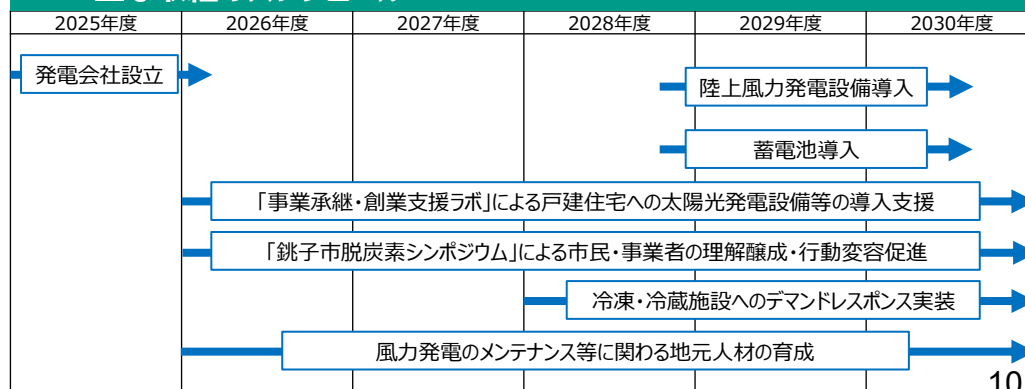 2025年度 2026年度 2027年度 2028年度 2029年度 2030年度
発電会社設立
陸上風力発電設備導入
蓄電池導入
「事業承継・創業支援ラボ」による戸建住宅への太陽光発電設備等の導入支援
「銚子市脱炭素シンポジウム」による市民・事業者の理解醸成・行動変容促進
冷凍・冷蔵施設へのデマンドレスポンス実装
風力発電のメンテナンス等に関わる地元人材の育成
10